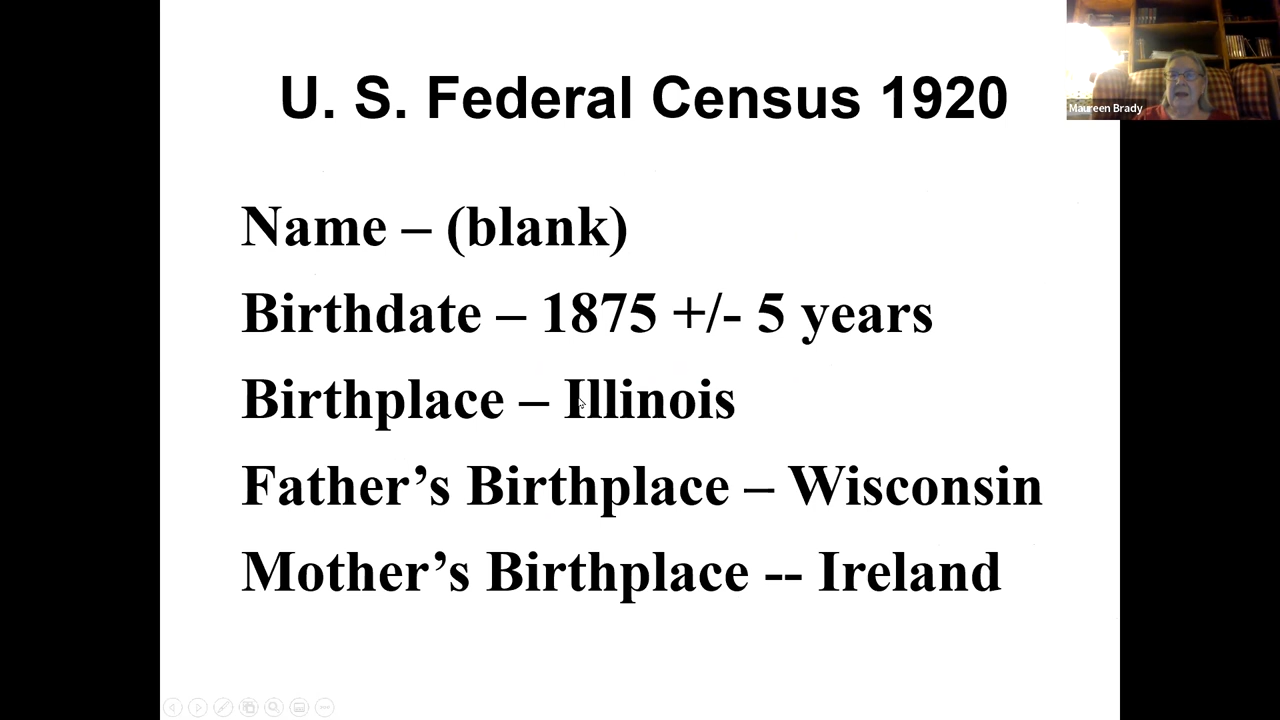 U. S. Federal Census 1920
Maureen Brady
Name – (blank)
Birthdate – 1875 +/- 5 years
Birthplace – Illinois
Father’s Birthplace – Wisconsin
Mother’s Birthplace -- Ireland